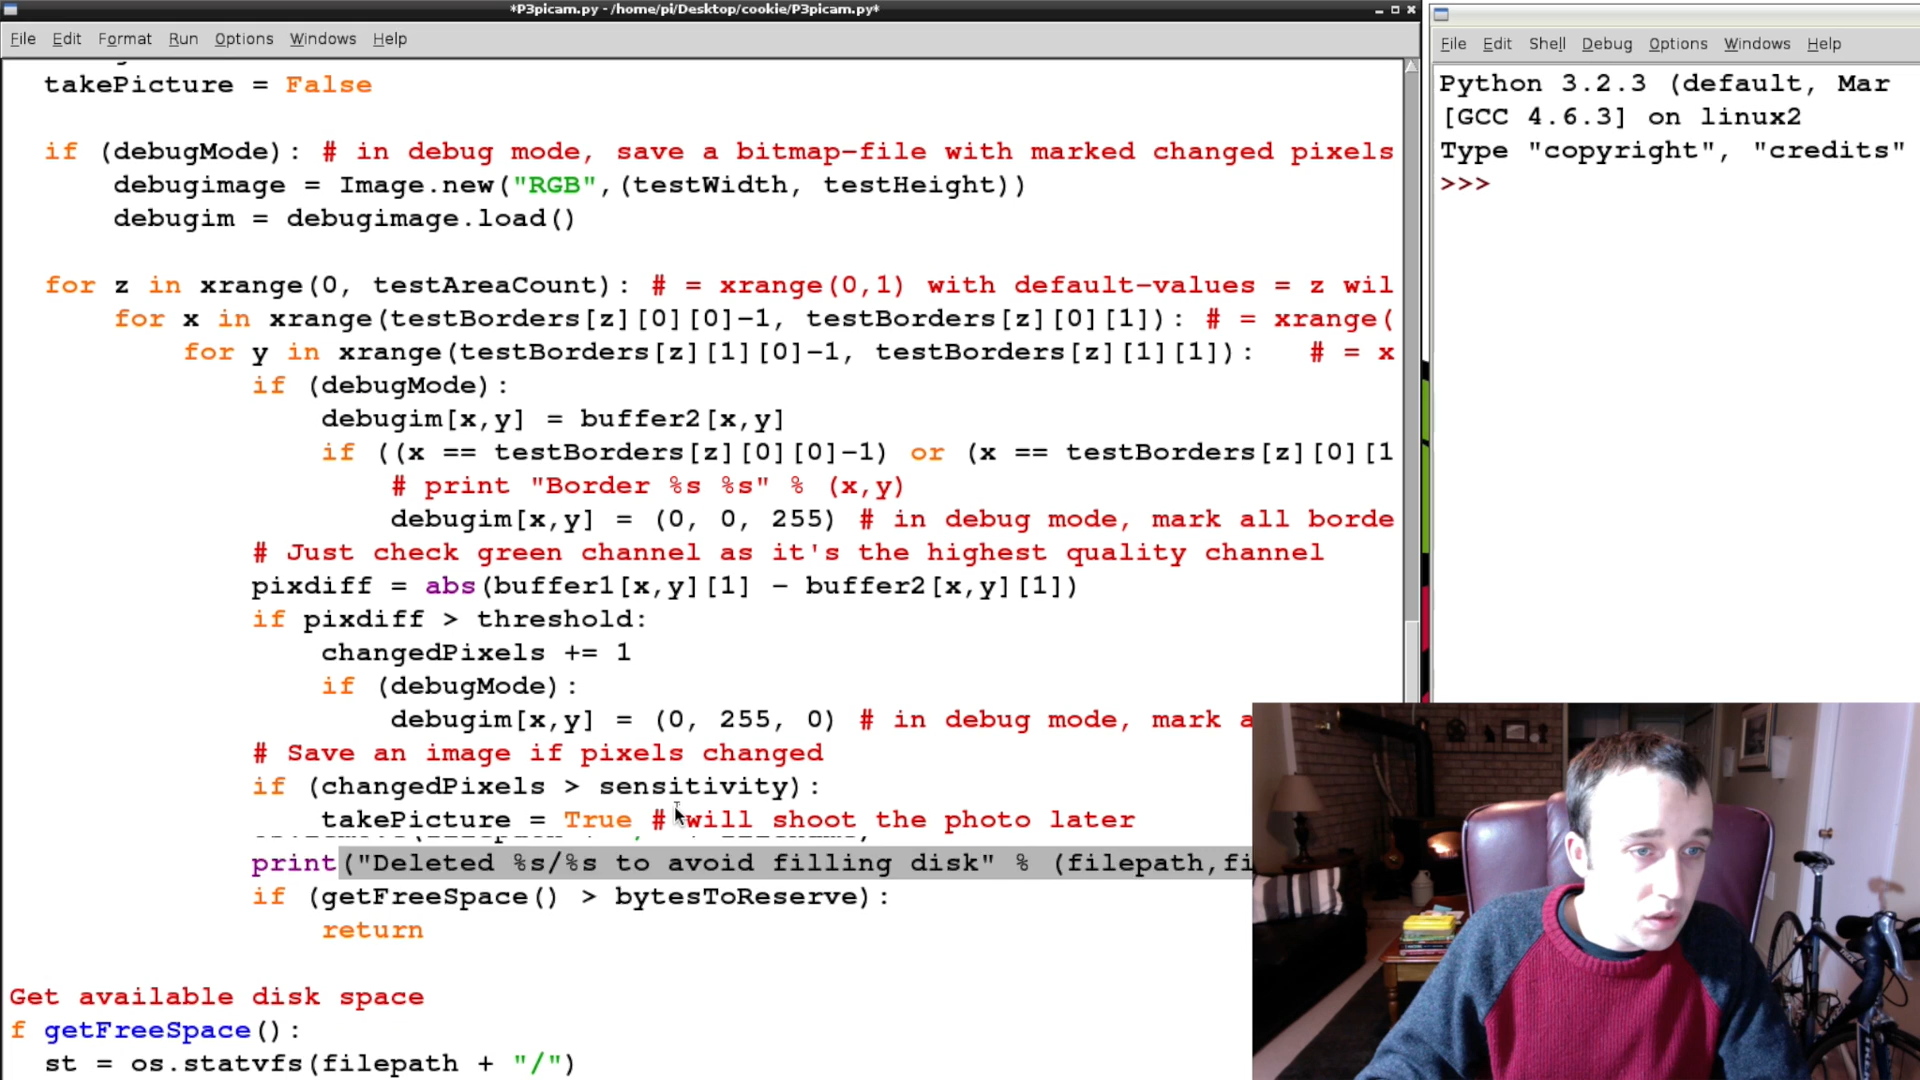 *P3picam.py - /home/pi/Desktop/cookie/P3picam.py*
File Edit Format Run Options Windows Help
takePicture = False
if (debugMode): # in debug mode, save a bitmap-file with marked changed pixels
debugimage = Image.new("RGB",(testWidth, testHeight))
debugim = debugimage.load()
for z in xrange(0, testAreaCount): # = xrange(0,1) with default-values = z wil
for x in xrange(testBorders[z][0][0]-1, testBorders[z][0][1]): # = xrange(
for y in xrange(testBorders[z][1][0]-1, testBorders[z][1][1]): # = x
if (debugMode):
debugim[x,y] = buffer2[x,y]
if ((x == testBorders[z][0][0]-1) or (x == testBorders[z][0][1
# print "Border %s %s" % (x,y)
debugim[x,y] = (0, 0, 255) # in debug mode, mark all borde
# Just check green channel as it's the highest quality channel
pixdiff = abs(buffer1[x,y][1] - buffer2[x,y][1])
if pixdiff > threshold:
changedPixels += 1
if (debugMode):
debugim[x,y] = (0, 255, 0) # in debug mode, mark a
# Save an image if pixels changed
if (changedPixels > sensitivity):
takePicture = True # will shoot the photo later
print("Deleted %s/%s to avoid filling disk" % (filepath,fi
if (getFreeSpace() > bytesToReserve):
return
Get available disk space
f getFreeSpace():
st = os.statvfs(filepath + "/")
File Edit Shell Debug Options Windows Help
Python 3.2.3 (default, Mar
[GCC 4.6.3] on linux2
Type "copyright", "credits"
>>>